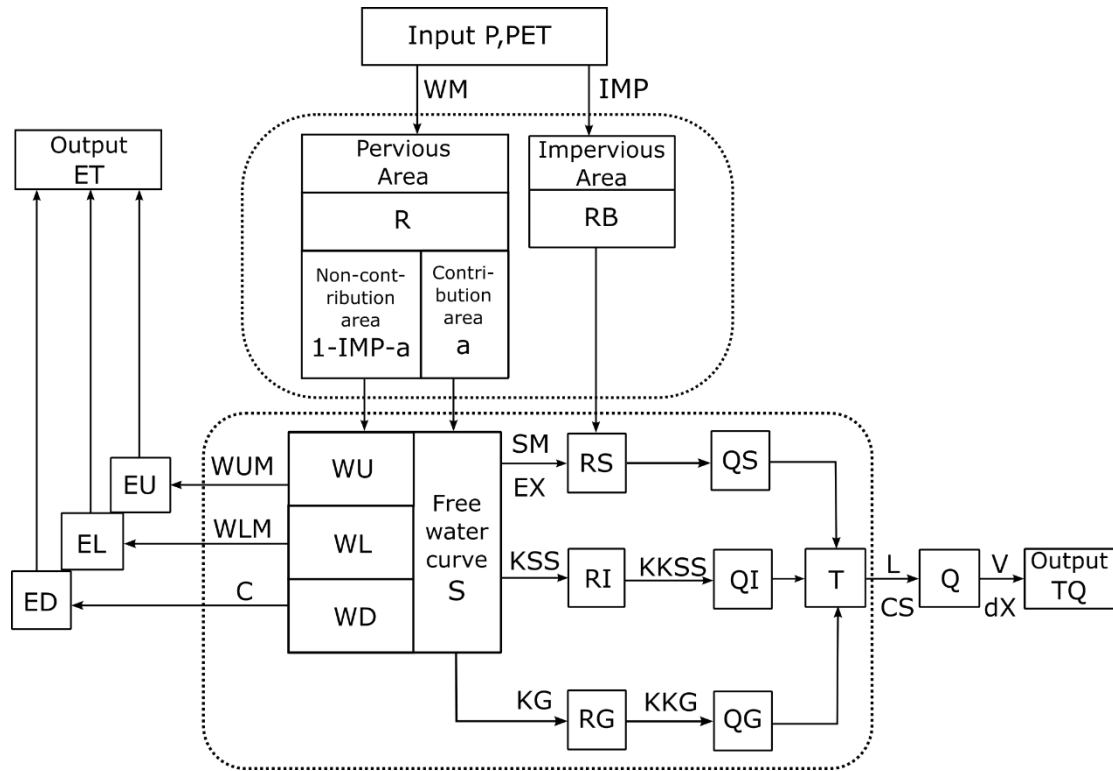 Input P,PET
WM
IMP
Output
ET
Pervious
Area
Impervious
Area
R
RB
Non-cont-
ribution
area
1-IMP-a
Contri-
bution
area
a
WUM
WLM
C
EU
EL
ED
WU
WL
WD
Free
water
curve
S
SM
EX
RS
QS
KSS
RI
KKSS
QI
T
L
CS
Q
V
dX
Output
TQ
KG
RG
KKG
QG